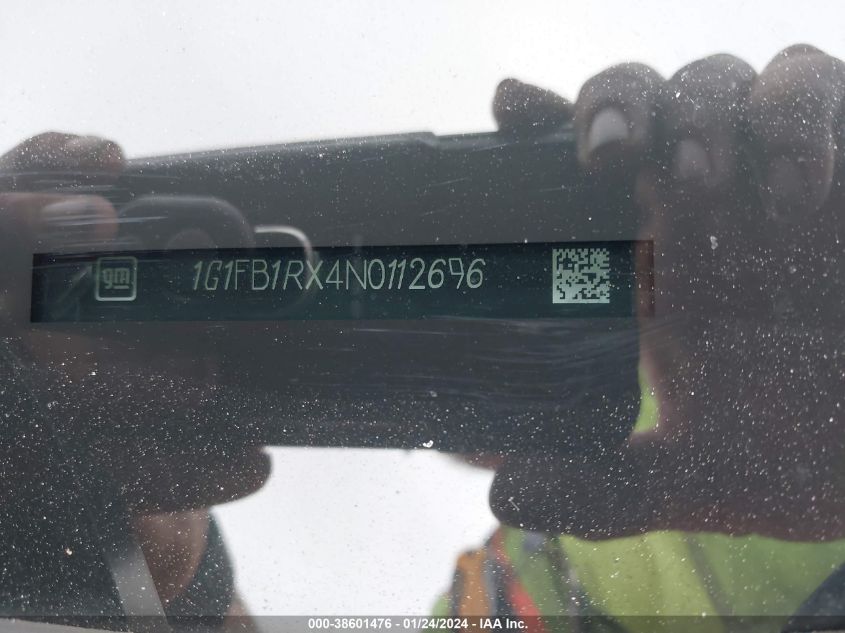 gm 1G1FB1RX4N0112696
000-38601476 - 01/24/2024 - IAA Inc.